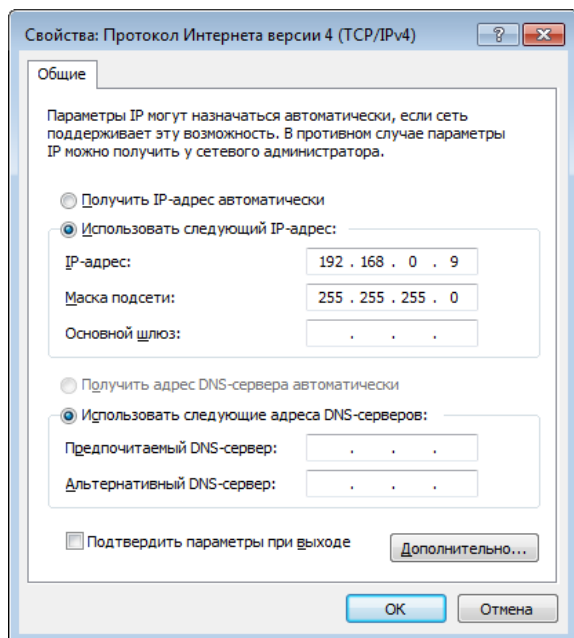 Свойства: Протокол Интернета версии 4 (TCP/IPv4)
Общие
Параметры IP могут назначаться автоматически, если сеть
поддерживает эту возможность. В противном случае параметры
IP можно получить у сетевого администратора.
Получить IP-адрес автоматически
Использовать следующий IP-адрес:
IP-адрес: 192 . 168 . 0 . 9
Маска подсети: 255 . 255 . 255 . 0
Основной шлюз: . . .
Получить адрес DNS-сервера автоматически
Использовать следующие адреса DNS-серверов:
Предпочитаемый DNS-сервер: . . .
Альтернативный DNS-сервер: . . .
Подтвердить параметры при выходе
Дополнительно...
ОК Отмена